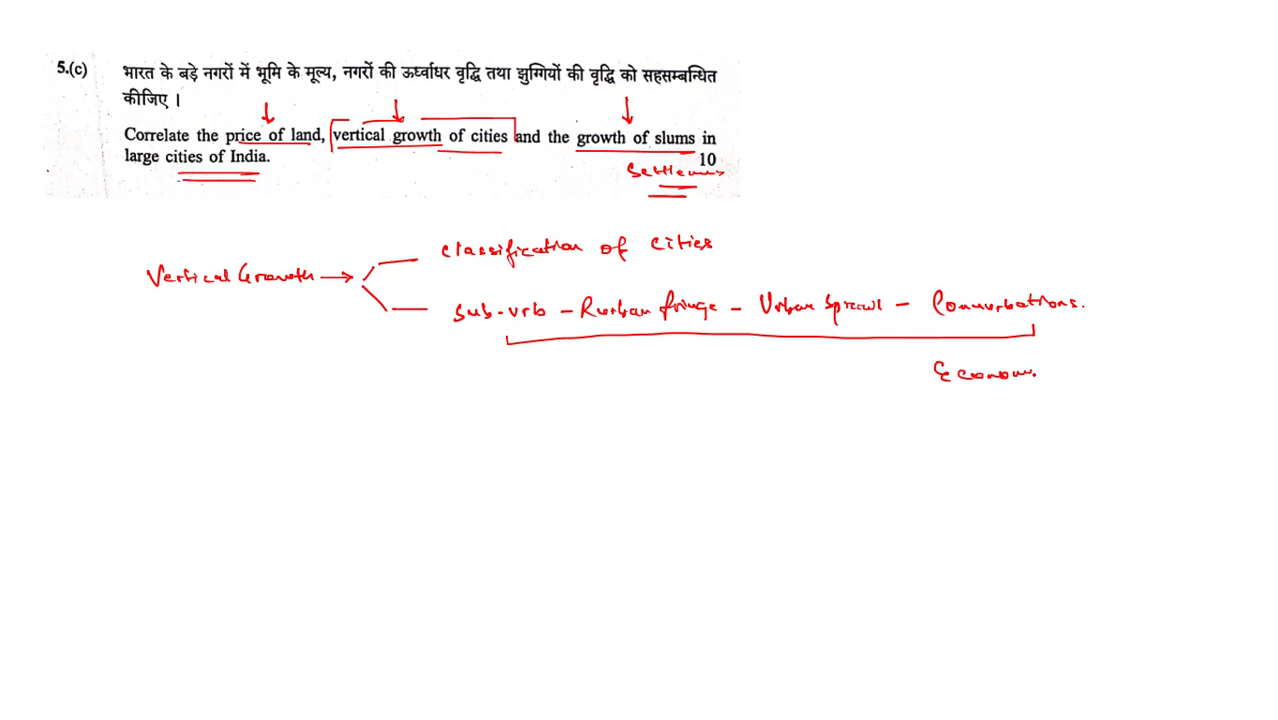 5.(c) भारत के बड़े नगरों में भूमि के मूल्य, नगरों की ऊर्ध्वाधर वृद्धि तथा झुग्गियों की वृद्धि को सहसम्बन्धित
कीजिए ।
Correlate the price of land, vertical growth of cities and the growth of slums in
large cities of India. 10
Classification of cities
Vertical Growth
Sub-urb - Rurban fringe - Urban Sprawl - Conurbations.
Econom.